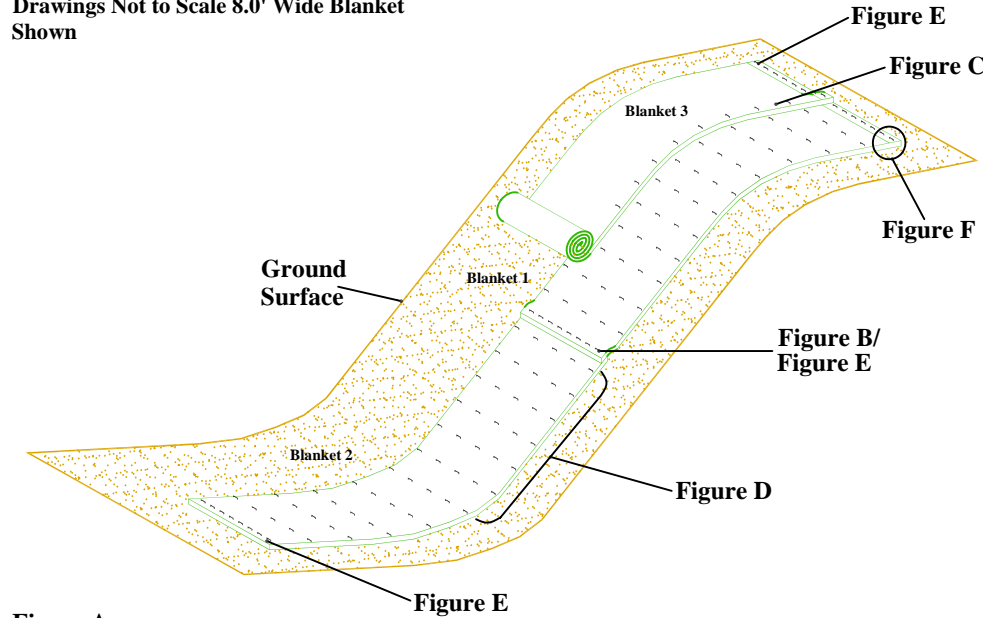 Drawings Not to Scale 8.0' Wide Blanket
Shown
Figure E
Figure C
Blanket 3
Figure F
Ground
Surface
Blanket 1
Figure B/
Figure E
Blanket 2
Figure D
Figure E
Figure A